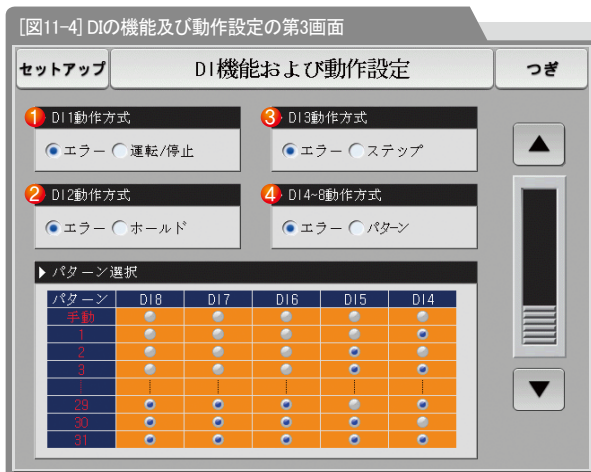 [図11-4] DIの機能及び動作設定の第3画面
セットアップ DI機能および動作設定 つぎ
1 DI1動作方式
エラー 運転/停止
3 DI3動作方式
エラー ステップ
2 DI2動作方式
エラー ホールド
4 DI4~8動作方式
エラー パターン
パターン選択
パターン DI8 DI7 DI6 DI5 DI4
手動
1
2
3
29
30
31